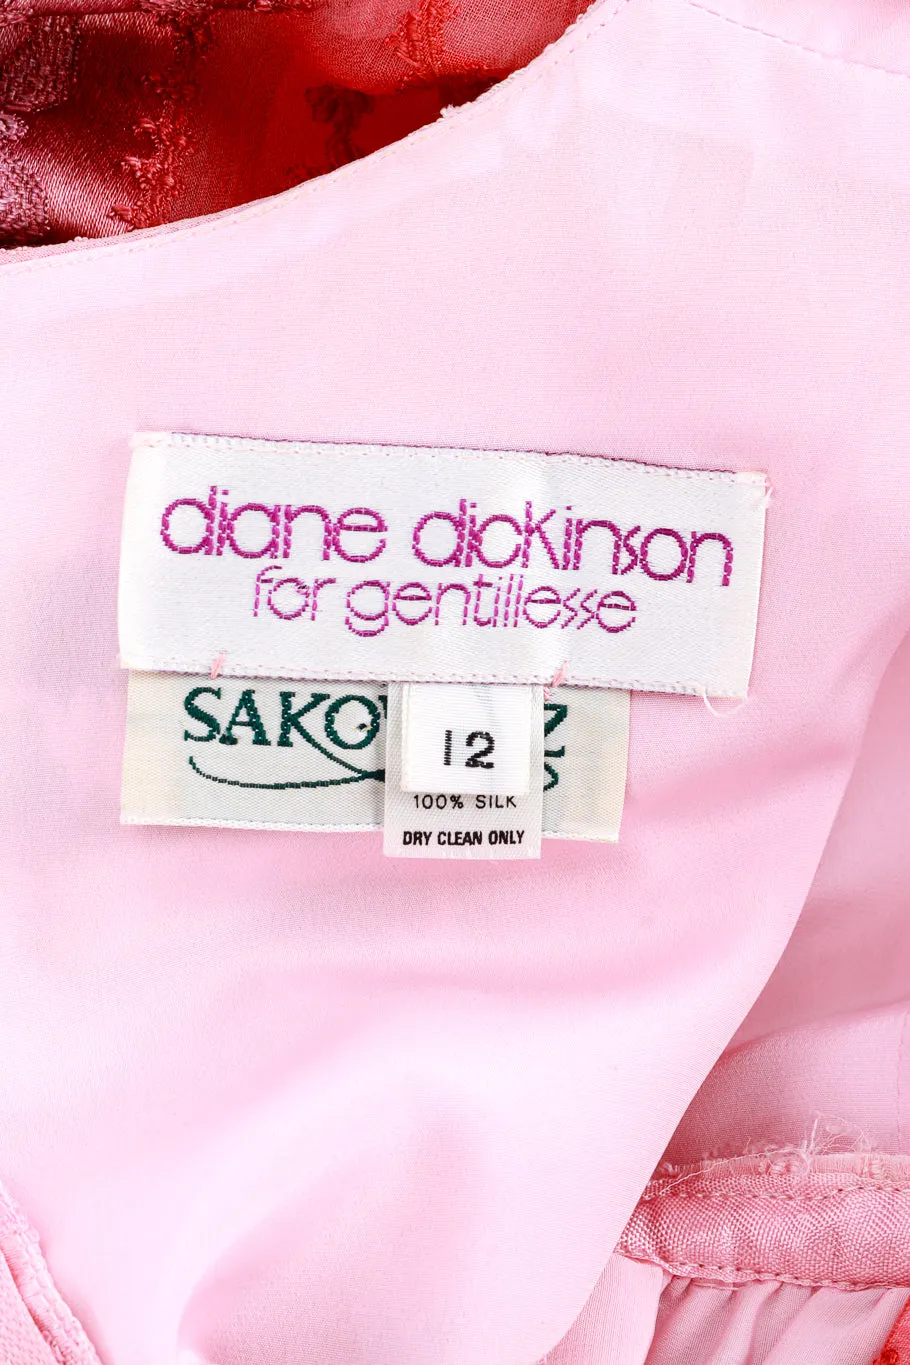 diane dickinson
for gentillesse
12
100% SILK
DRY CLEAN ONLY